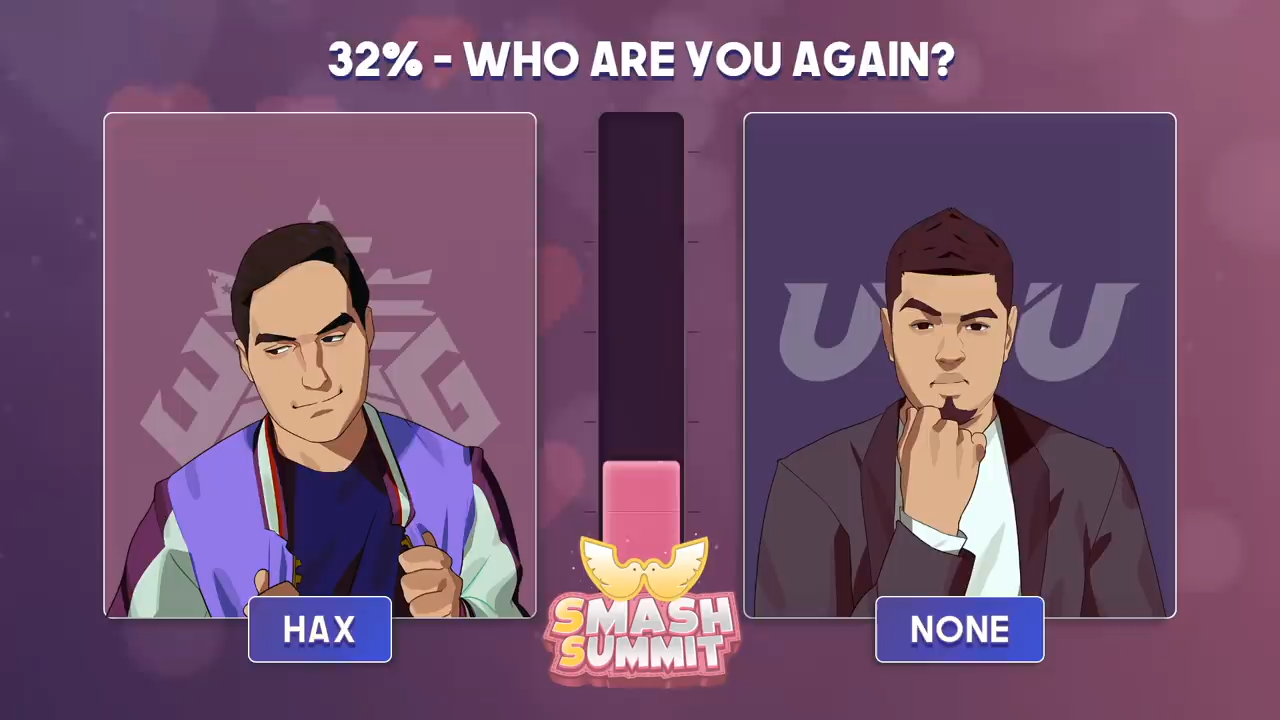 32% - WHO ARE YOU AGAIN?
HAX
NONE
SMASH
SUMMIT